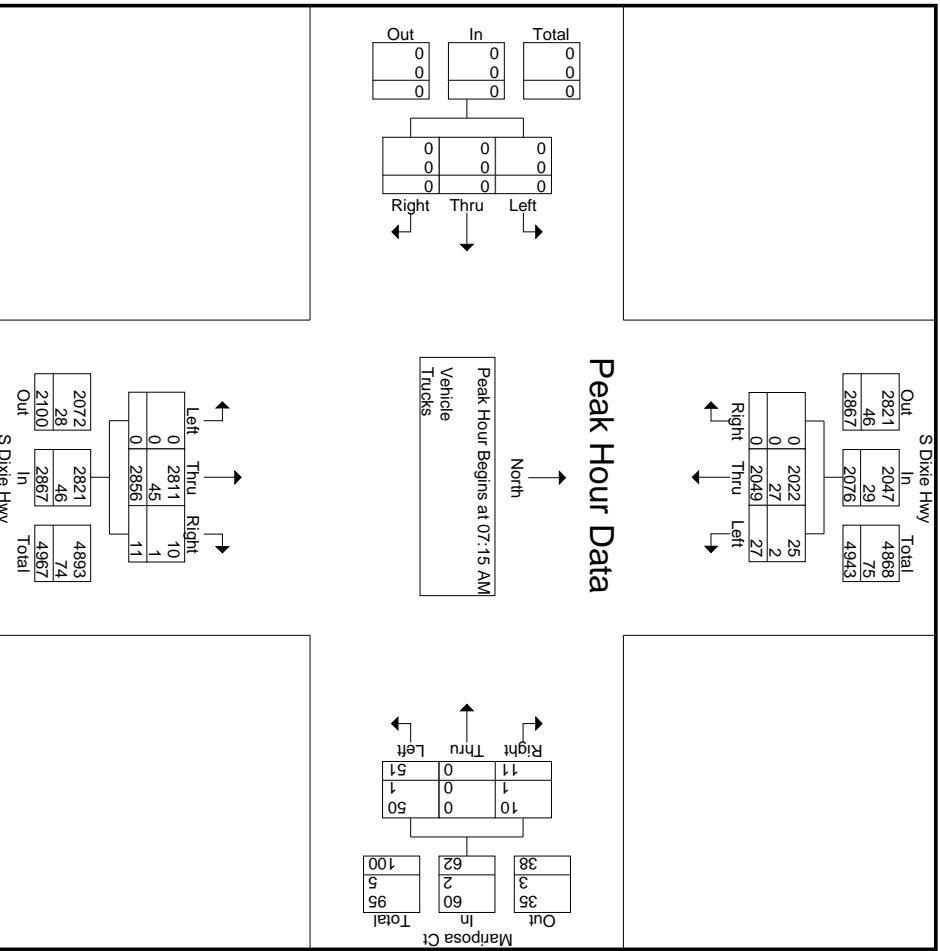 S Dixie Hwy
Out In Total
2821 2047 4868
46 29 75
2867 2076 4943
0 2022 25
0 27 2
0 2049 27
Right Thru Left
Peak Hour Data
Out In Total
0 0 0
0 0 0
0 0 0
0 0 0
0 0 0
0 0 0
Right Thru Left
North
Peak Hour Begins at 07:15 AM
Vehicle
Trucks
Mariposa Ct
Out In Total
35 60 95
3 2 5
38 62 100
10 0 50
1 0 1
11 0 51
Right Thru Left
Left Thru Right
0 2811 10
0 45 1
0 2856 11
2072 2821 4893
28 46 74
2100 2867 4967
Out In Total
S Dixie Hwy